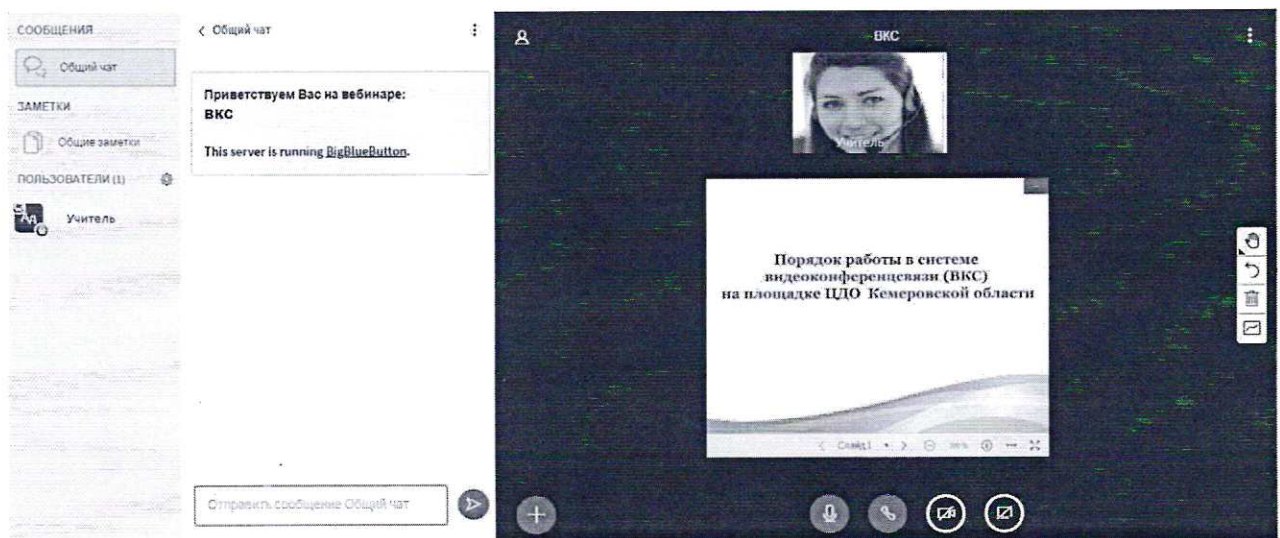 СООБЩЕНИЯ
Общий чат
ЗАМЕТКИ
Общие заметки
ПОЛЬЗОВАТЕЛИ (1)
Учитель
Общий чат
Приветствуем Вас на вебинаре:
ВКС
This server is running BigBlueButton.
Отправить сообщение Общий чат
ВКС
Учитель
Порядок работы в системе
видеоконференцсвязи (ВКС)
на площадке ЦДО Кемеровской области
Слайд 1